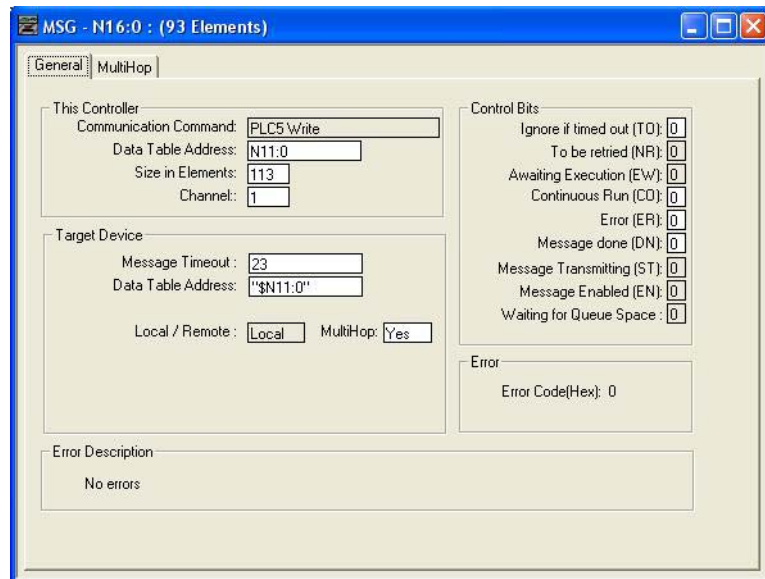 MSG - N16:0 : (93 Elements)
General MultiHop
This Controller
Communication Command: PLC5 Write
Data Table Address: N11:0
Size in Elements: 113
Channel:: 1
Target Device
Message Timeout : 23
Data Table Address: "$N11:0"
Local / Remote : Local MultiHop: Yes
Control Bits
Ignore if timed out (TO): 0
To be retried (NR): 0
Awaiting Execution (EW): 0
Continuous Run (CO): 0
Error (ER): 0
Message done (DN): 0
Message Transmitting (ST): 0
Message Enabled (EN): 0
Waiting for Queue Space : 0
Error
Error Code(Hex): 0
Error Description
No errors